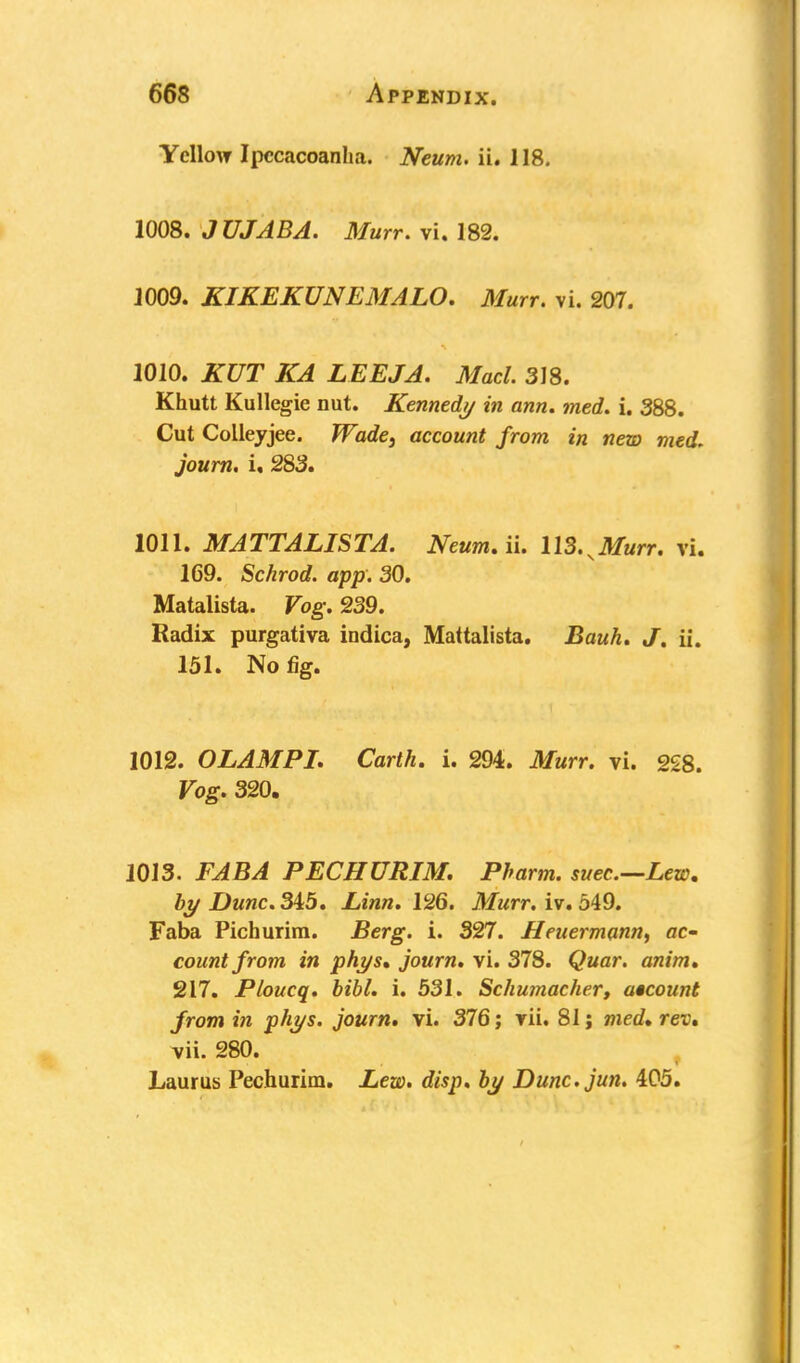 668 APPENDIX.
Yellow Ipecacoanha. Neum. ii. 118.
1008. JUJABA. Murr. vi. 182.
1009. KIKEKUNEMALO. Murr. vi. 207.
1010. KUT KA LEEJA. Macl. 318.
Khutt Kullegie nut. Kennedy in ann. med. i. 388.
Cut Colleyjee. Wade, account from in new med.
journ. i. 283.
1011. MATTALISTA. Neum. ii. 113. Murr. vi.
169. Schrod. app. 30.
Matalista. Vog. 239.
Radix purgativa indica, Mattalista. Bauh. J. ii.
151. No fig.
1012. OLAMPI. Carth. i. 294. Murr. vi. 228.
Vog. 320.
1013. FABA PECHURIM. Pharm. suec.—Lew.
by Dunc. 345. Linn. 126. Murr. iv. 549.
Faba Pichurim. Berg. i. 327. Heuermann, ac-
count from in phys. journ. vi. 378. Quar. anim.
217. Ploucq. bibl. i. 531. Schumacher, account
from in phys. journ. vi. 376; vii. 81; med. rev.
vii. 280.
Laurus Pechurim. Lew. disp. by Dunc. jun. 405.